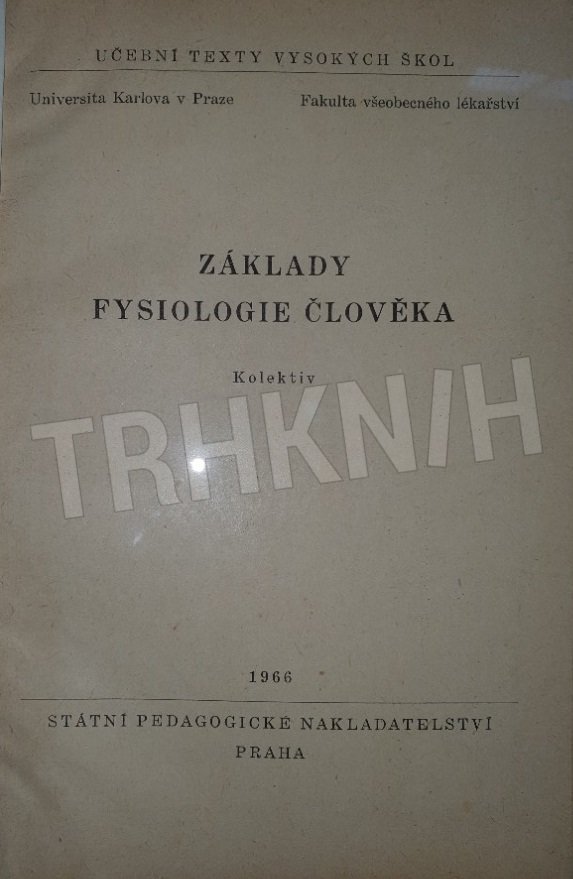 UČEBNÍ TEXTY VYSOKÝCH ŠKOL
Universita Karlova v Praze Fakulta všeobecného lékařství
ZÁKLADY
FYSIOLOGIE ČLOVĚKA
Kolektiv
TRHKNIH
1966
STÁTNÍ PEDAGOGICKÉ NAKLADATELSTVÍ
PRAHA